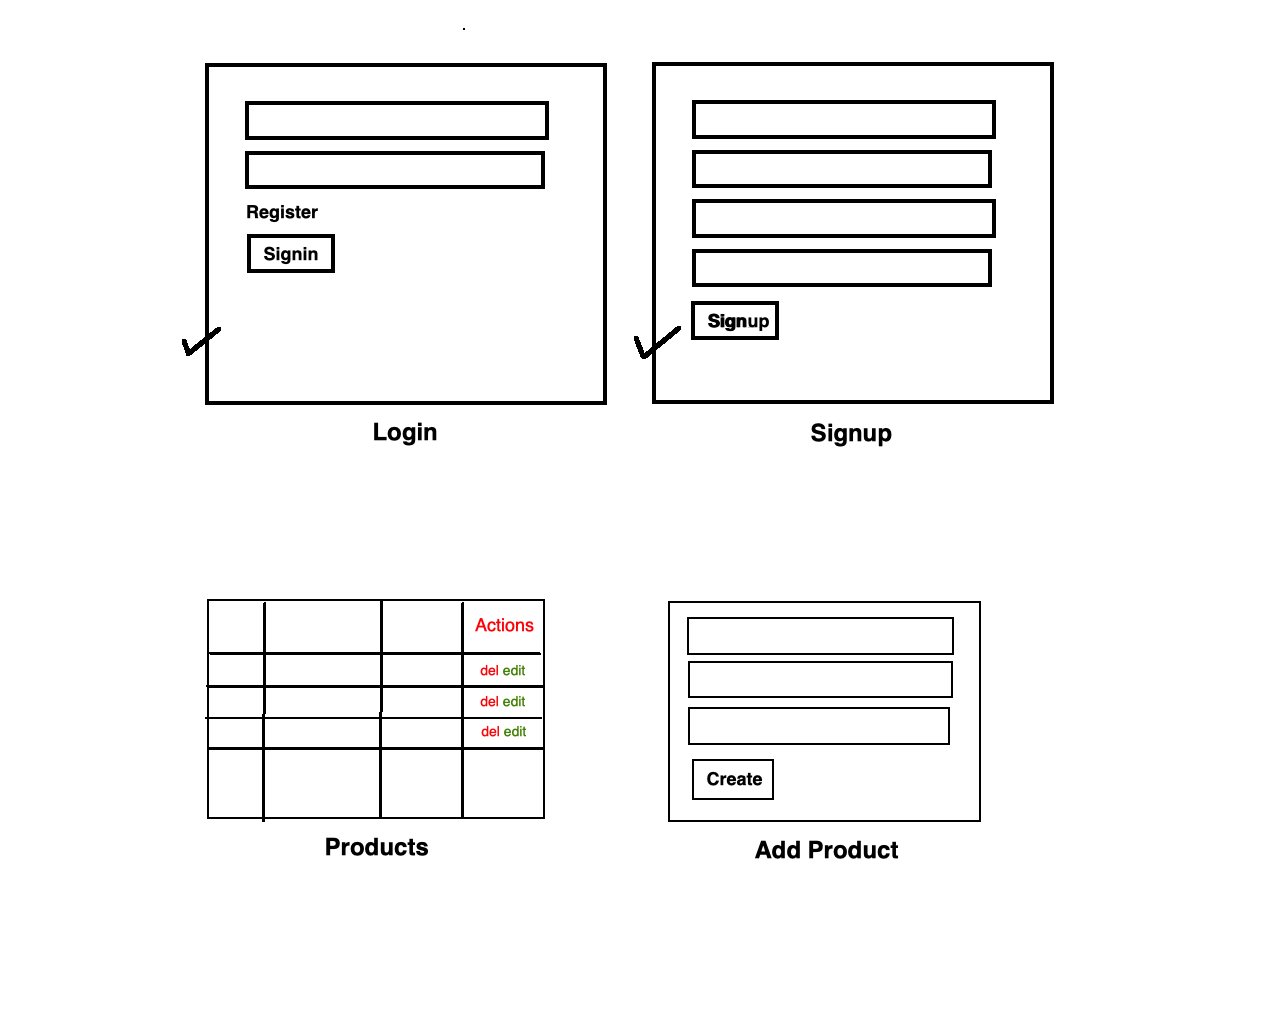 Register
Signin
Signup
Login
Signup
Actions
del edit
del edit
del edit
Create
Products
Add Product